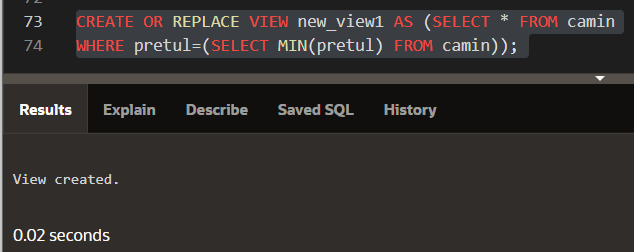 73 CREATE OR REPLACE VIEW new_view1 AS (SELECT * FROM camin
74 WHERE pretul=(SELECT MIN(pretul) FROM camin));
Results Explain Describe Saved SQL History
View created.
0.02 seconds